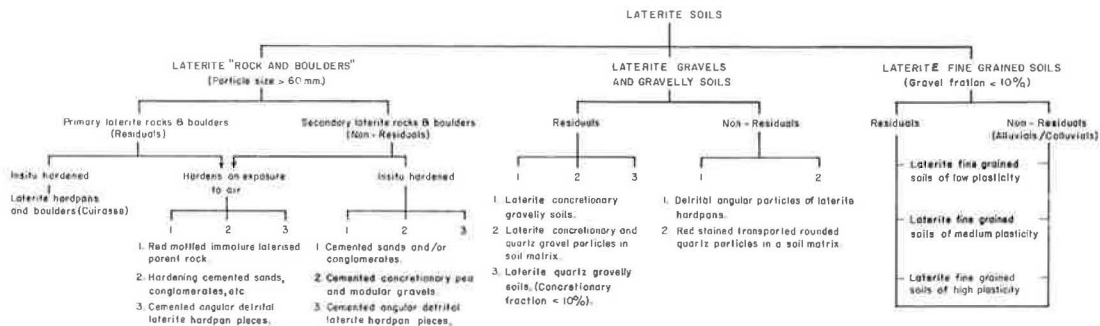 LATERITE SOILS
LATERITE "ROCK AND BOULDERS"
(Particle size > 60 mm.)
Primary laterite rocks & boulders
(Residuals)
Insitu hardened
Laterite hardpans
and boulders (Cuirasse)
Hardens on exposure
to air
1 2 3
1. Red mottled immature laterised
parent rock.
2. Hardening cemented sands,
conglomerates, etc
3. Cemented angular detrital
laterite hardpan pieces.
Secondary laterite rocks & boulders
(Non-Residuals)
Insitu hardened
1 2 3
1 Cemented sands and/or
conglomerates.
2. Cemented concretionary pea
and modular gravels.
3. Cemented angular detrital
laterite hardpan pieces.
LATERITE GRAVELS
AND GRAVELLY SOILS
Residuals
1 2 3
1. Laterite concretionary
gravelly soils.
2. Laterite concretionary and
quartz gravel particles in
soil matrix.
3. Laterite quartz gravelly
soils. (Concretionary
fraction < 10%).
Non-Residuals
1 2
1. Detrital angular particles of laterite
hardpans.
2. Red stained transported rounded
quartz particles in a soil matrix.
LATERITE FINE GRAINED SOILS
(Gravel fration < 10%)
Residuals
Non-Residuals
(Alluvials/Colluvials)
Laterite fine grained
soils of low plasticity
Laterite fine grained
soils of medium plasticity
Laterite fine grained
soils of high plasticity